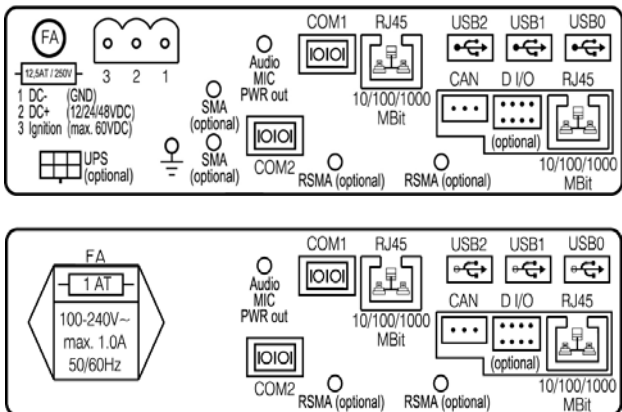 COM1 RJ45 USB2 USB1 USB0
FA
Audio
MIC
PWR out
IOIOI
12,5AT / 250V
3 2 1
CAN D I/O RJ45
1 DC- (GND)
2 DC+ (12/24/48VDC)
3 Ignition (max. 60VDC)
SMA
(optional)
10/100/1000
MBit
IOIOI
(optional)
UPS
(optional)
SMA
(optional)
COM2
RSMA (optional)
RSMA (optional)
10/100/1000
MBit
COM1 RJ45 USB2 USB1 USB0
FA
1 AT
100-240V~
max. 1.0A
50/60Hz
Audio
MIC
PWR out
IOIOI
CAN D I/O RJ45
10/100/1000
MBit
IOIOI
(optional)
COM2
RSMA (optional)
RSMA (optional)
10/100/1000
MBit